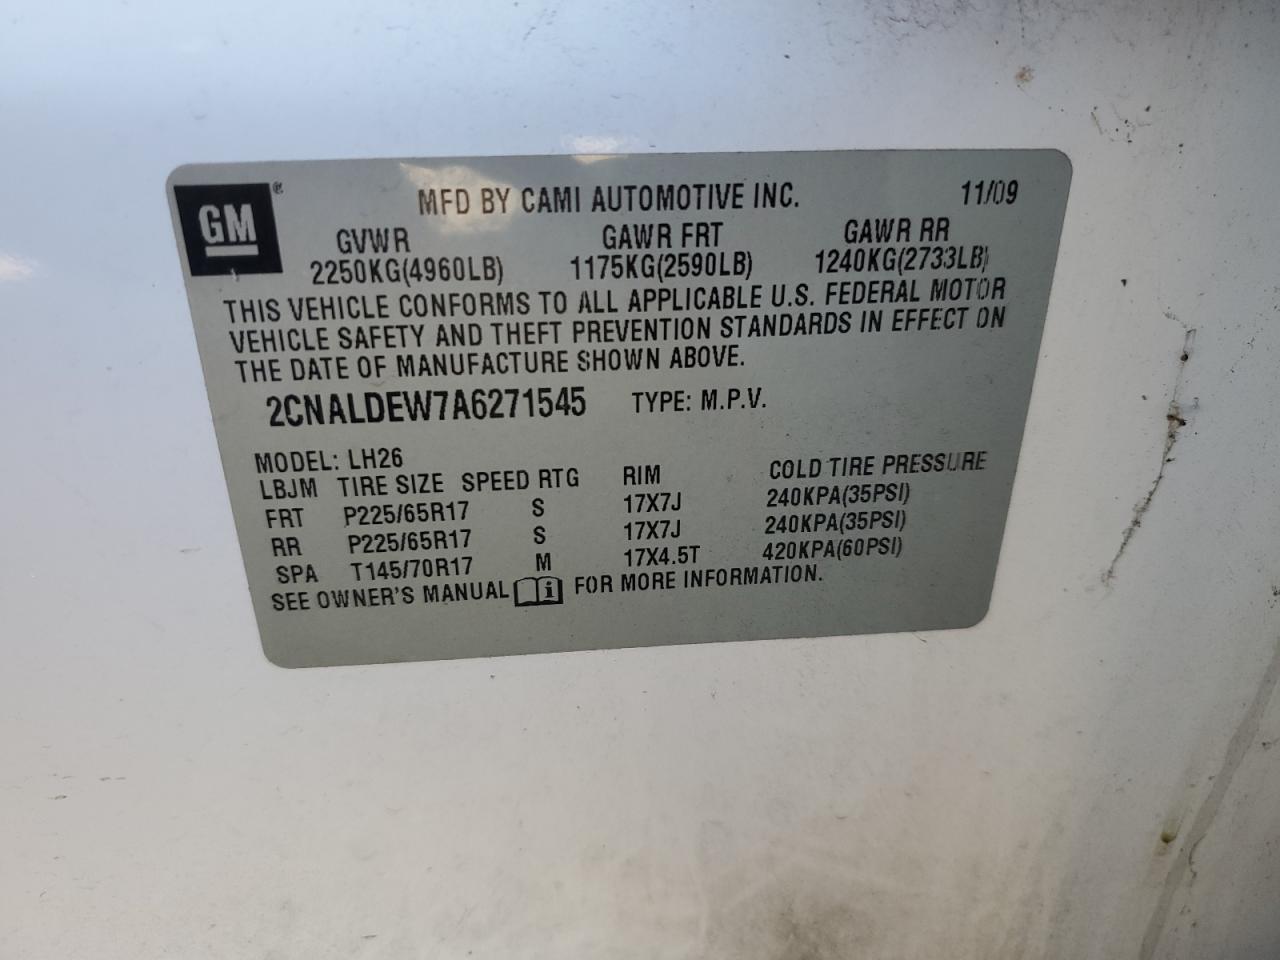 GM ® MFD BY CAMI AUTOMOTIVE INC. 11/09
GVWR GAWR FRT GAWR RR
2250KG(4960LB) 1175KG(2590LB) 1240KG(2733LB)
THIS VEHICLE CONFORMS TO ALL APPLICABLE U.S. FEDERAL MOTOR
VEHICLE SAFETY AND THEFT PREVENTION STANDARDS IN EFFECT ON
THE DATE OF MANUFACTURE SHOWN ABOVE.
2CNALDEW7A6271545 TYPE: M.P.V.
MODEL: LH26
LBJM TIRE SIZE SPEED RTG RIM COLD TIRE PRESSURE
FRT P225/65R17 S 17X7J 240KPA(35PSI)
RR P225/65R17 S 17X7J 240KPA(35PSI)
SPA T145/70R17 M 17X4.5T 420KPA(60PSI)
SEE OWNER'S MANUAL i FOR MORE INFORMATION.